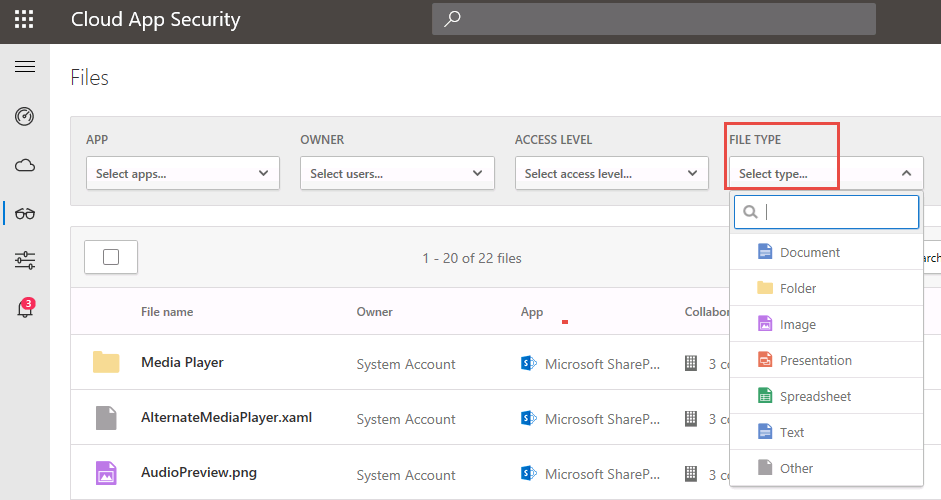 Cloud App Security
Files
APP OWNER ACCESS LEVEL FILE TYPE
Select apps... Select users... Select access level... Select type...
1 - 20 of 22 files
Document
Folder
Image
Presentation
Spreadsheet
Text
Other
File name Owner App
3
Media Player System Account Microsoft ShareP... 3
AlternateMediaPlayer.xaml System Account Microsoft ShareP... 3
AudioPreview.png System Account Microsoft ShareP... 3